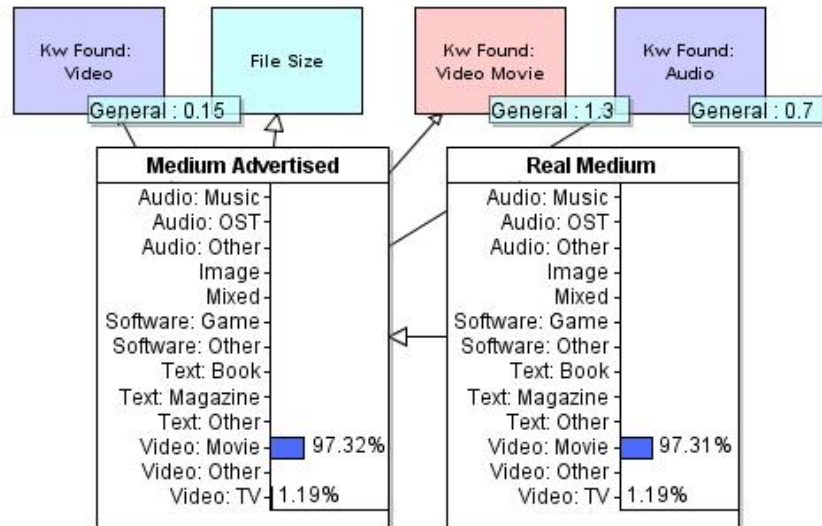 Kw Found:
Video
File Size
Kw Found:
Video Movie
Kw Found:
Audio
General : 0.15
General : 1.3
General : 0.7
Medium Advertised
Audio: Music
Audio: OST
Audio: Other
Image
Mixed
Software: Game
Software: Other
Text: Book
Text: Magazine
Text: Other
Video: Movie 97.32%
Video: Other
Video: TV 1.19%
Real Medium
Audio: Music
Audio: OST
Audio: Other
Image
Mixed
Software: Game
Software: Other
Text: Book
Text: Magazine
Text: Other
Video: Movie 97.31%
Video: Other
Video: TV 1.19%